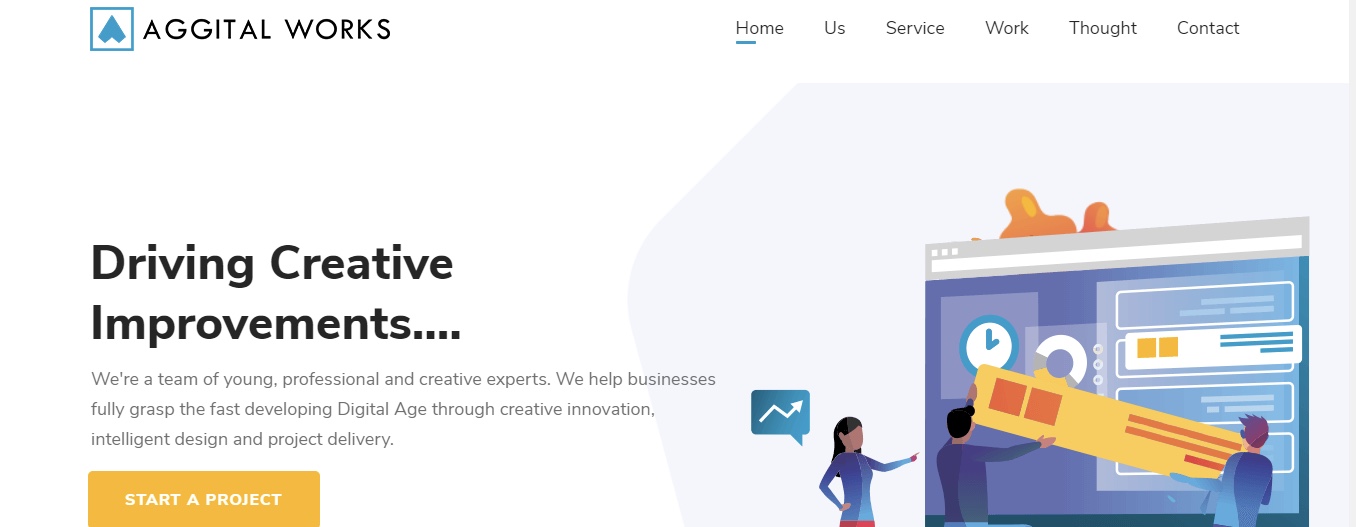 AGGITAL WORKS
Home Us Service Work Thought Contact
Driving Creative
Improvements....
We're a team of young, professional and creative experts. We help businesses
fully grasp the fast developing Digital Age through creative innovation,
intelligent design and project delivery.
START A PROJECT